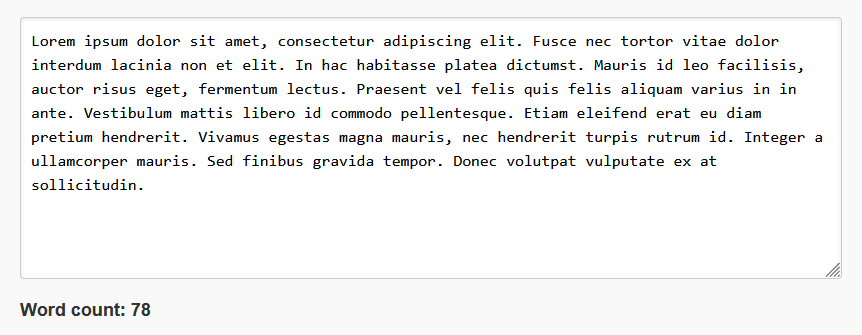 Lorem ipsum dolor sit amet, consectetur adipiscing elit. Fusce nec tortor vitae dolor
interdum lacinia non et elit. In hac habitasse platea dictumst. Mauris id leo facilisis,
auctor risus eget, fermentum lectus. Praesent vel felis quis felis aliquam varius in in
ante. Vestibulum mattis libero id commodo pellentesque. Etiam eleifend erat eu diam
pretium hendrerit. Vivamus egestas magna mauris, nec hendrerit turpis rutrum id. Integer a
ullamcorper mauris. Sed finibus gravida tempor. Donec volutpat vulputate ex at
sollicitudin.
Word count: 78